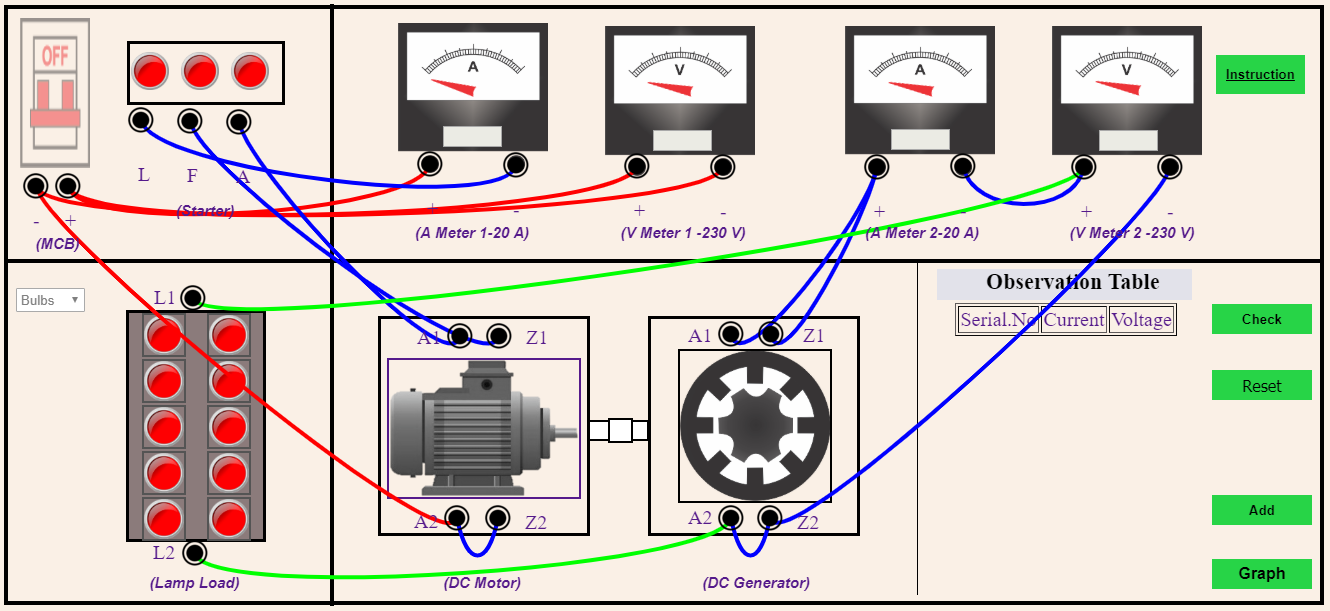 OFF
A
V
A
V
Instruction
L
F
A
(Starter)
-
+
(MCB)
+
-
(A Meter 1-20 A)
+
-
(V Meter 1 -230 V)
+
-
(A Meter 2-20 A)
+
-
(V Meter 2 -230 V)
Bulbs
L1
L2
(Lamp Load)
A1
Z1
A2
Z2
(DC Motor)
A1
Z1
A2
Z2
(DC Generator)
Observation Table
Serial.No Current Voltage
Check
Reset
Add
Graph